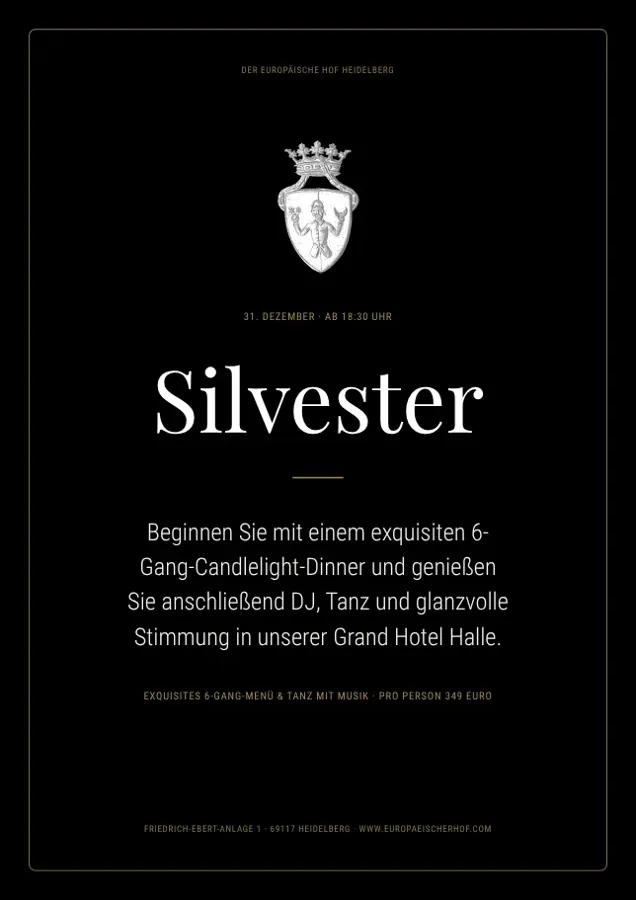 DER EUROPÄISCHE HOF HEIDELBERG
31. DEZEMBER · AB 18:30 UHR
Silvester
Beginnen Sie mit einem exquisiten 6-
Gang-Candlelight-Dinner und genießen
Sie anschließend DJ, Tanz und glanzvolle
Stimmung in unserer Grand Hotel Halle.
EXQUISITES 6-GANG-MENÜ & TANZ MIT MUSIK · PRO PERSON 349 EURO
FRIEDRICH-EBERT-ANLAGE 1 · 69117 HEIDELBERG · WWW.EUROPAEISCHERHOF.COM